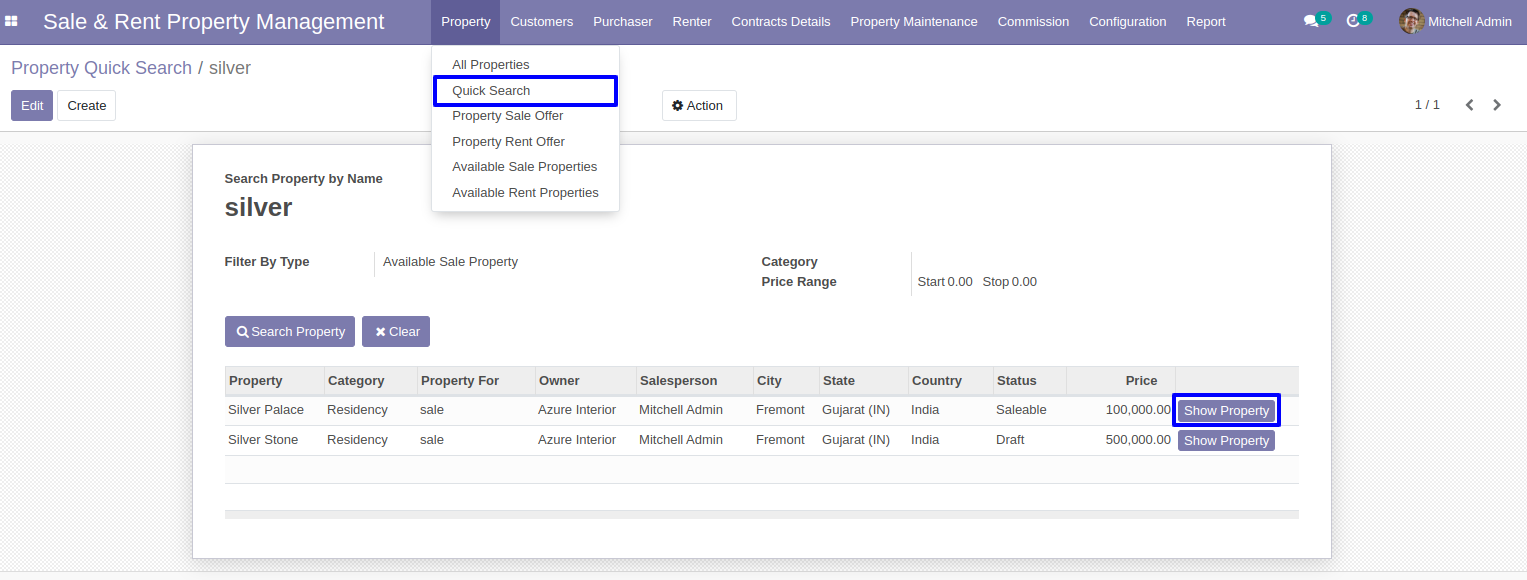 Sale & Rent Property Management Property Customers Purchaser Renter Contracts Details Property Maintenance Commission Configuration Report 5 8 Mitchell Admin
Property Quick Search / silver
All Properties
Quick Search
Property Sale Offer
Property Rent Offer
Available Sale Properties
Available Rent Properties
Edit Create Action 1 / 1
Search Property by Name
silver
Filter By Type Available Sale Property Category
Price Range Start 0.00 Stop 0.00
Search Property Clear
Property Category Property For Owner Salesperson City State Country Status Price
Silver Palace Residency sale Azure Interior Mitchell Admin Fremont Gujarat (IN) India Saleable 100,000.00 Show Property
Silver Stone Residency sale Azure Interior Mitchell Admin Fremont Gujarat (IN) India Draft 500,000.00 Show Property